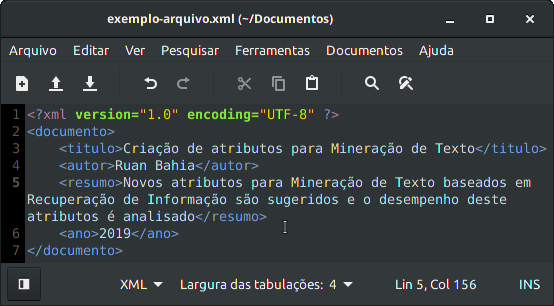 exemplo-arquivo.xml (~/Documentos)
Arquivo Editar Ver Pesquisar Ferramentas Documentos Ajuda
1 <?xml version="1.0" encoding="UTF-8" ?>
2 <documento>
3 <titulo>Criação de atributos para Mineração de Texto</titulo>
4 <autor>Ruan Bahia</autor>
5 <resumo>Novos atributos para Mineração de Texto baseados em
Recuperação de Informação são sugeridos e o desempenho deste
atributos é analisado</resumo>
6 <ano>2019</ano>
7 </documento>
XML Largura das tabulações: 4 Lin 5, Col 156 INS